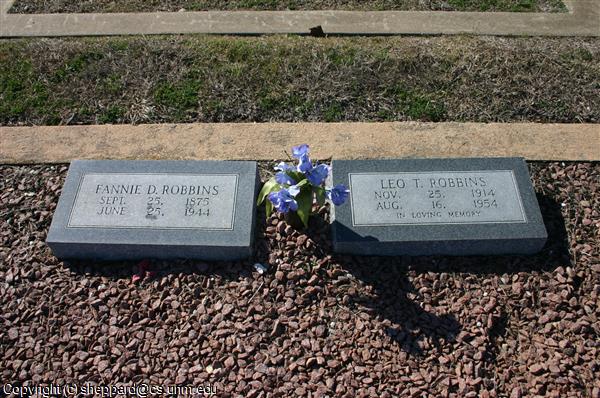 FANNIE D. ROBBINS
SEPT. 25, 1875
JUNE 25, 1944
LEO T. ROBBINS
NOV. 25, 1914
AUG. 16, 1954
IN LOVING MEMORY
Copyright (c) sheppard@cs.unm.edu